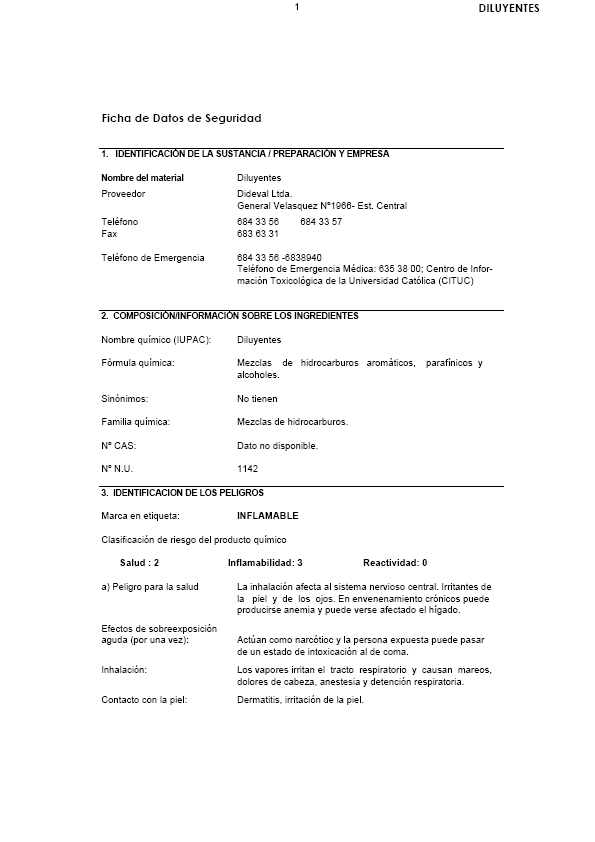 1
DILUYENTES
Ficha de Datos de Seguridad
1. IDENTIFICACIÓN DE LA SUSTANCIA / PREPARACIÓN Y EMPRESA
Nombre del material Diluyentes
Proveedor Dideval Ltda.
General Velasquez Nº1966- Est. Central
Teléfono 684 33 56 684 33 57
Fax 683 63 31
Teléfono de Emergencia 684 33 56 -6838940
Teléfono de Emergencia Médica: 635 38 00; Centro de Infor-
mación Toxicológica de la Universidad Católica (CITUC)
2. COMPOSICIÓN/INFORMACIÓN SOBRE LOS INGREDIENTES
Nombre químico (IUPAC): Diluyentes
Fórmula química: Mezclas de hidrocarburos aromáticos, parafínicos y
alcoholes.
Sinónimos: No tienen
Familia química: Mezclas de hidrocarburos.
Nº CAS: Dato no disponible.
Nº N.U. 1142
3. IDENTIFICACION DE LOS PELIGROS
Marca en etiqueta: INFLAMABLE
Clasificación de riesgo del producto químico
Salud : 2 Inflamabilidad: 3 Reactividad: 0
a) Peligro para la salud La inhalación afecta al sistema nervioso central. Irritantes de
la piel y de los ojos. En envenenamiento crónicos puede
producirse anemia y puede verse afectado el hígado.
Efectos de sobreexposición
aguda (por una vez): Actúan como narcótioc y la persona expuesta puede pasar
de un estado de intoxicación al de coma.
Inhalación: Los vapores irritan el tracto respiratorio y causan mareos,
dolores de cabeza, anestesia y detención respiratoria.
Contacto con la piel: Dermatitis, irritación de la piel.